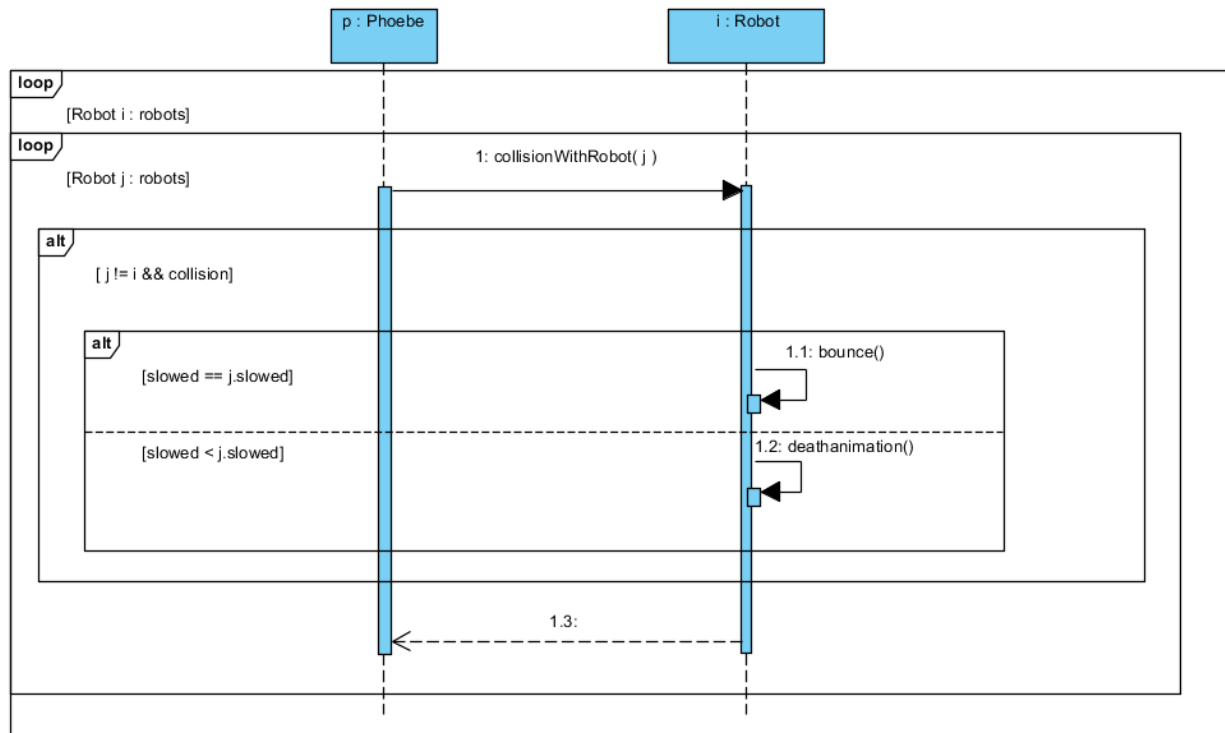 p : Phoebe
i : Robot
loop
[Robot i : robots]
loop
[Robot j : robots]
1: collisionWithRobot( j )
alt
[ j != i && collision]
alt
[slowed == j.slowed]
1.1: bounce()
[slowed < j.slowed]
1.2: deathanimation()
1.3: